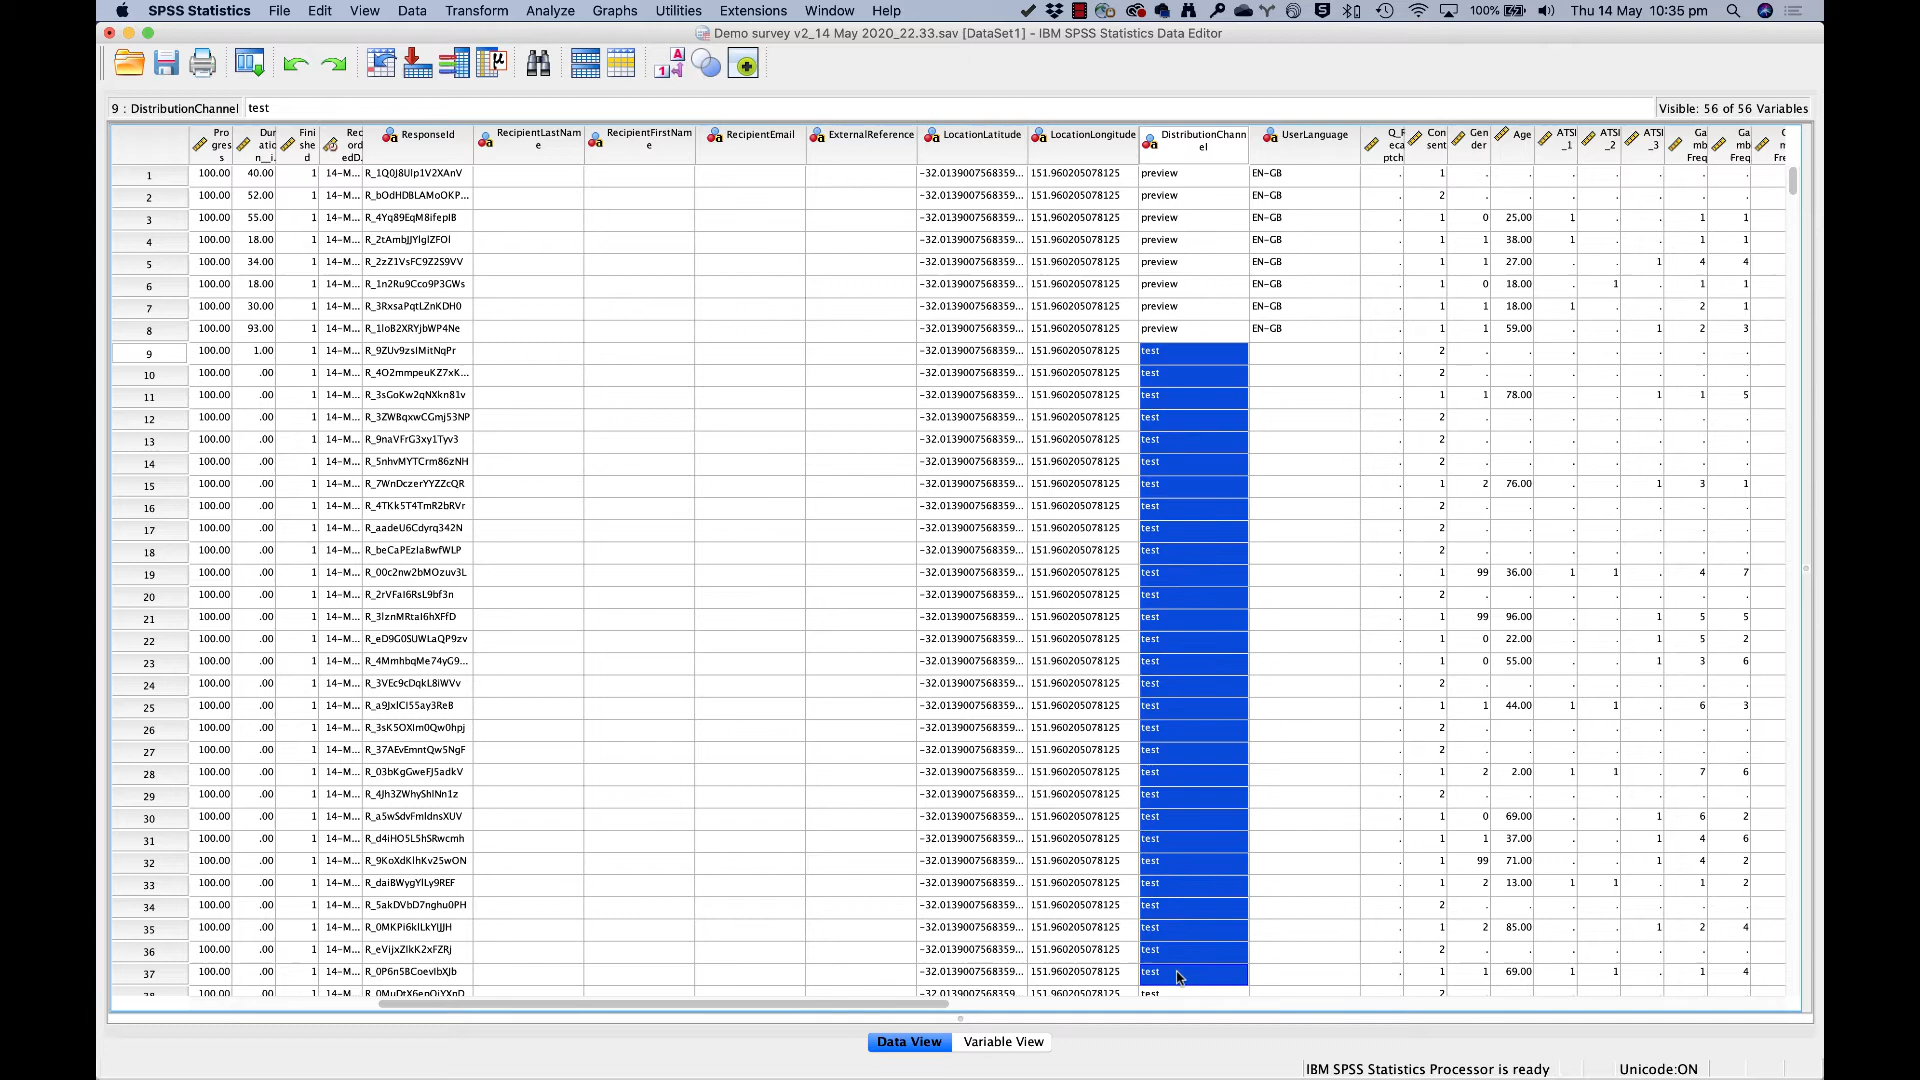 SPSS Statistics File Edit View Data Transform Analyze Graphs Utilities Extensions Window Help 100% Thu 14 May 10:35 pm
Demo survey v2_14 May 2020_22.33.sav [DataSet1] - IBM SPSS Statistics Data Editor
9 : DistributionChannel test Visible: 56 of 56 Variables
Progress Finished ResponseId RecipientLastName RecipientFirstName RecipientEmail ExternalReference LocationLatitude LocationLongitude DistributionChannel UserLanguage Consent Gender Age ATSI_1 ATSI_2 ATSI_3
1 100.00 40.00 1 14-M... -32.0139007568359... 151.960205078125 preview EN-GB . 1 . . . . . . .
2 100.00 52.00 1 14-M... R_bOdHDBLAMoOKP... -32.0139007568359... 151.960205078125 preview EN-GB . 2 . . . . . . .
3 100.00 55.00 1 14-M... R_4Yq89EqM8ifepIB -32.0139007568359... 151.960205078125 preview EN-GB . 1 0 25.00 1 . . 1 1
4 100.00 18.00 1 14-M... -32.0139007568359... 151.960205078125 preview EN-GB . 1 1 38.00 1 . . 1 1
5 100.00 34.00 1 14-M... R_2zZ1VsFC9Z2S9VV -32.0139007568359... 151.960205078125 preview EN-GB . 1 1 27.00 . . 1 4 4
6 100.00 18.00 1 14-M... R_1n2Ru9Cco9P3GWs -32.0139007568359... 151.960205078125 preview EN-GB . 1 0 18.00 . 1 . 1 1
7 100.00 30.00 1 14-M... R_3RxsaPqtLZnKDH0 -32.0139007568359... 151.960205078125 preview EN-GB . 1 1 18.00 1 . . 2 1
8 100.00 93.00 1 14-M... -32.0139007568359... 151.960205078125 preview EN-GB . 1 1 59.00 . . 1 2 3
9 100.00 1.00 1 14-M... -32.0139007568359... 151.960205078125 test . 2 . . . . . . .
10 100.00 .00 1 14-M... R_4O2mmpeuKZ7xK... -32.0139007568359... 151.960205078125 test . 2 . . . . . . .
11 100.00 .00 1 14-M... R_3sGoKw2qNXkn81v -32.0139007568359... 151.960205078125 test . 1 1 78.00 . . 1 1 5
12 100.00 .00 1 14-M... R_3ZWBqxwCGmj53NP -32.0139007568359... 151.960205078125 test . 2 . . . . . . .
13 100.00 .00 1 14-M... R_9naVFrG3xy1Tyv3 -32.0139007568359... 151.960205078125 test . 2 . . . . . . .
14 100.00 .00 1 14-M... R_5nhvMYTCrm86zNH -32.0139007568359... 151.960205078125 test . 2 . . . . . . .
15 100.00 .00 1 14-M... R_7WnDczerYYZZcQR -32.0139007568359... 151.960205078125 test . 1 2 76.00 . . 1 3 1
16 100.00 .00 1 14-M... R_4TKk5T4TmR2bRVr -32.0139007568359... 151.960205078125 test . 2 . . . . . . .
17 100.00 .00 1 14-M... R_aadeU6Cdyrq342N -32.0139007568359... 151.960205078125 test . 2 . . . . . . .
18 100.00 .00 1 14-M... -32.0139007568359... 151.960205078125 test . 2 . . . . . . .
19 100.00 .00 1 14-M... R_00c2nw2bMOzuv3L -32.0139007568359... 151.960205078125 test . 1 99 36.00 1 1 . 4 7
20 100.00 .00 1 14-M... -32.0139007568359... 151.960205078125 test . 2 . . . . . . .
21 100.00 .00 1 14-M... -32.0139007568359... 151.960205078125 test . 1 99 96.00 . . 1 5 5
22 100.00 .00 1 14-M... R_eD9G0SUWLaQP9zv -32.0139007568359... 151.960205078125 test . 1 0 22.00 . . 1 5 2
23 100.00 .00 1 14-M... R_4MmhbqMe74yG9... -32.0139007568359... 151.960205078125 test . 1 0 55.00 . . 1 3 6
24 100.00 .00 1 14-M... R_3VEc9cDqkL8iWVv -32.0139007568359... 151.960205078125 test . 2 . . . . . . .
25 100.00 .00 1 14-M... -32.0139007568359... 151.960205078125 test . 1 1 44.00 1 1 . 6 3
26 100.00 .00 1 14-M... -32.0139007568359... 151.960205078125 test . 2 . . . . . . .
27 100.00 .00 1 14-M... R_37AEvEmntQw5NgF -32.0139007568359... 151.960205078125 test . 2 . . . . . . .
28 100.00 .00 1 14-M... R_03bKgGweFJ5adkV -32.0139007568359... 151.960205078125 test . 1 2 2.00 1 1 . 7 6
29 100.00 .00 1 14-M... -32.0139007568359... 151.960205078125 test . 2 . . . . . . .
30 100.00 .00 1 14-M... -32.0139007568359... 151.960205078125 test . 1 0 69.00 . . 1 6 2
31 100.00 .00 1 14-M... R_d4iHO5L5hSRwcmh -32.0139007568359... 151.960205078125 test . 1 1 37.00 . . 1 4 6
32 100.00 .00 1 14-M... -32.0139007568359... 151.960205078125 test . 1 99 71.00 . . 1 4 2
33 100.00 .00 1 14-M... -32.0139007568359... 151.960205078125 test . 1 2 13.00 1 1 . 1 2
34 100.00 .00 1 14-M... R_5akDVbD7nghu0PH -32.0139007568359... 151.960205078125 test . 2 . . . . . . .
35 100.00 .00 1 14-M... -32.0139007568359... 151.960205078125 test . 1 2 85.00 . . 1 2 4
36 100.00 .00 1 14-M... -32.0139007568359... 151.960205078125 test . 2 . . . . . . .
37 100.00 .00 1 14-M... -32.0139007568359... 151.960205078125 test . 1 1 69.00 1 1 . 1 4
Data View Variable View
IBM SPSS Statistics Processor is ready Unicode:ON